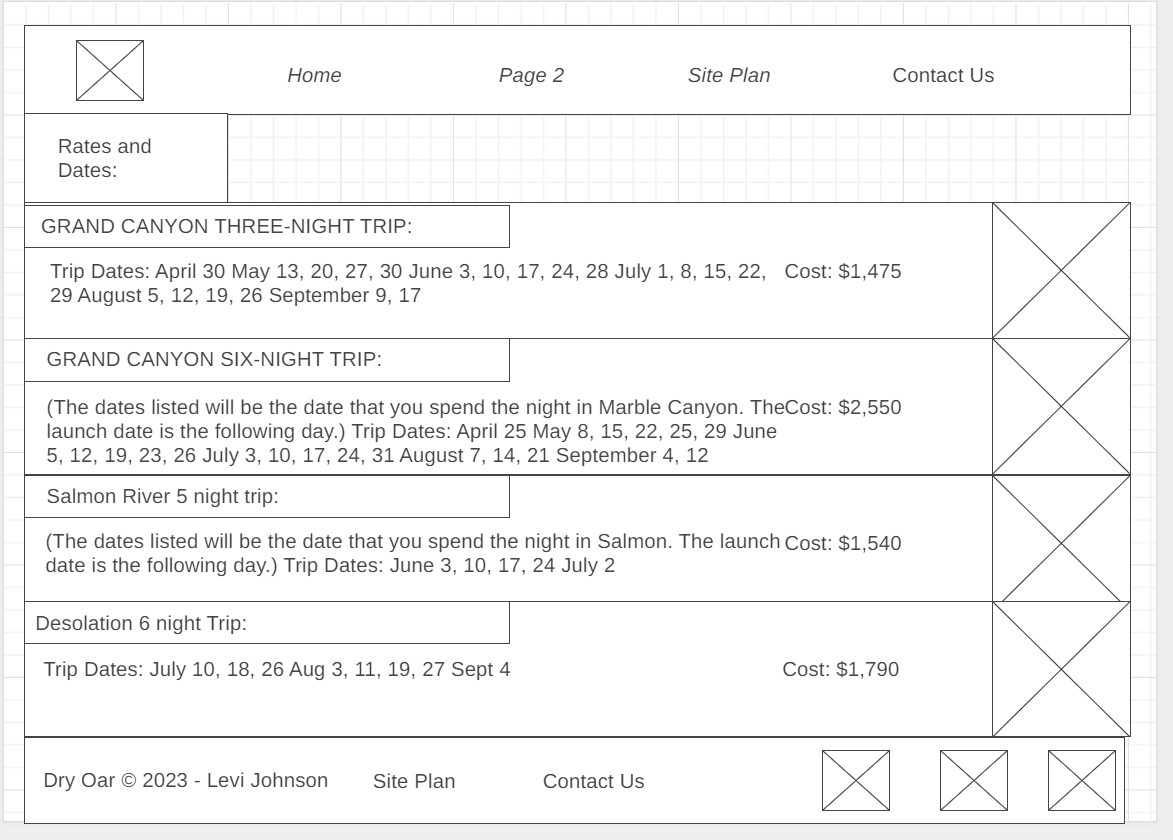 Home Page 2 Site Plan Contact Us
Rates and
Dates:
GRAND CANYON THREE-NIGHT TRIP:
Trip Dates: April 30 May 13, 20, 27, 30 June 3, 10, 17, 24, 28 July 1, 8, 15, 22, Cost: $1,475
29 August 5, 12, 19, 26 September 9, 17
GRAND CANYON SIX-NIGHT TRIP:
(The dates listed will be the date that you spend the night in Marble Canyon. The Cost: $2,550
launch date is the following day.) Trip Dates: April 25 May 8, 15, 22, 25, 29 June
5, 12, 19, 23, 26 July 3, 10, 17, 24, 31 August 7, 14, 21 September 4, 12
Salmon River 5 night trip:
(The dates listed will be the date that you spend the night in Salmon. The launch Cost: $1,540
date is the following day.) Trip Dates: June 3, 10, 17, 24 July 2
Desolation 6 night Trip:
Trip Dates: July 10, 18, 26 Aug 3, 11, 19, 27 Sept 4 Cost: $1,790
Dry Oar © 2023 - Levi Johnson Site Plan Contact Us